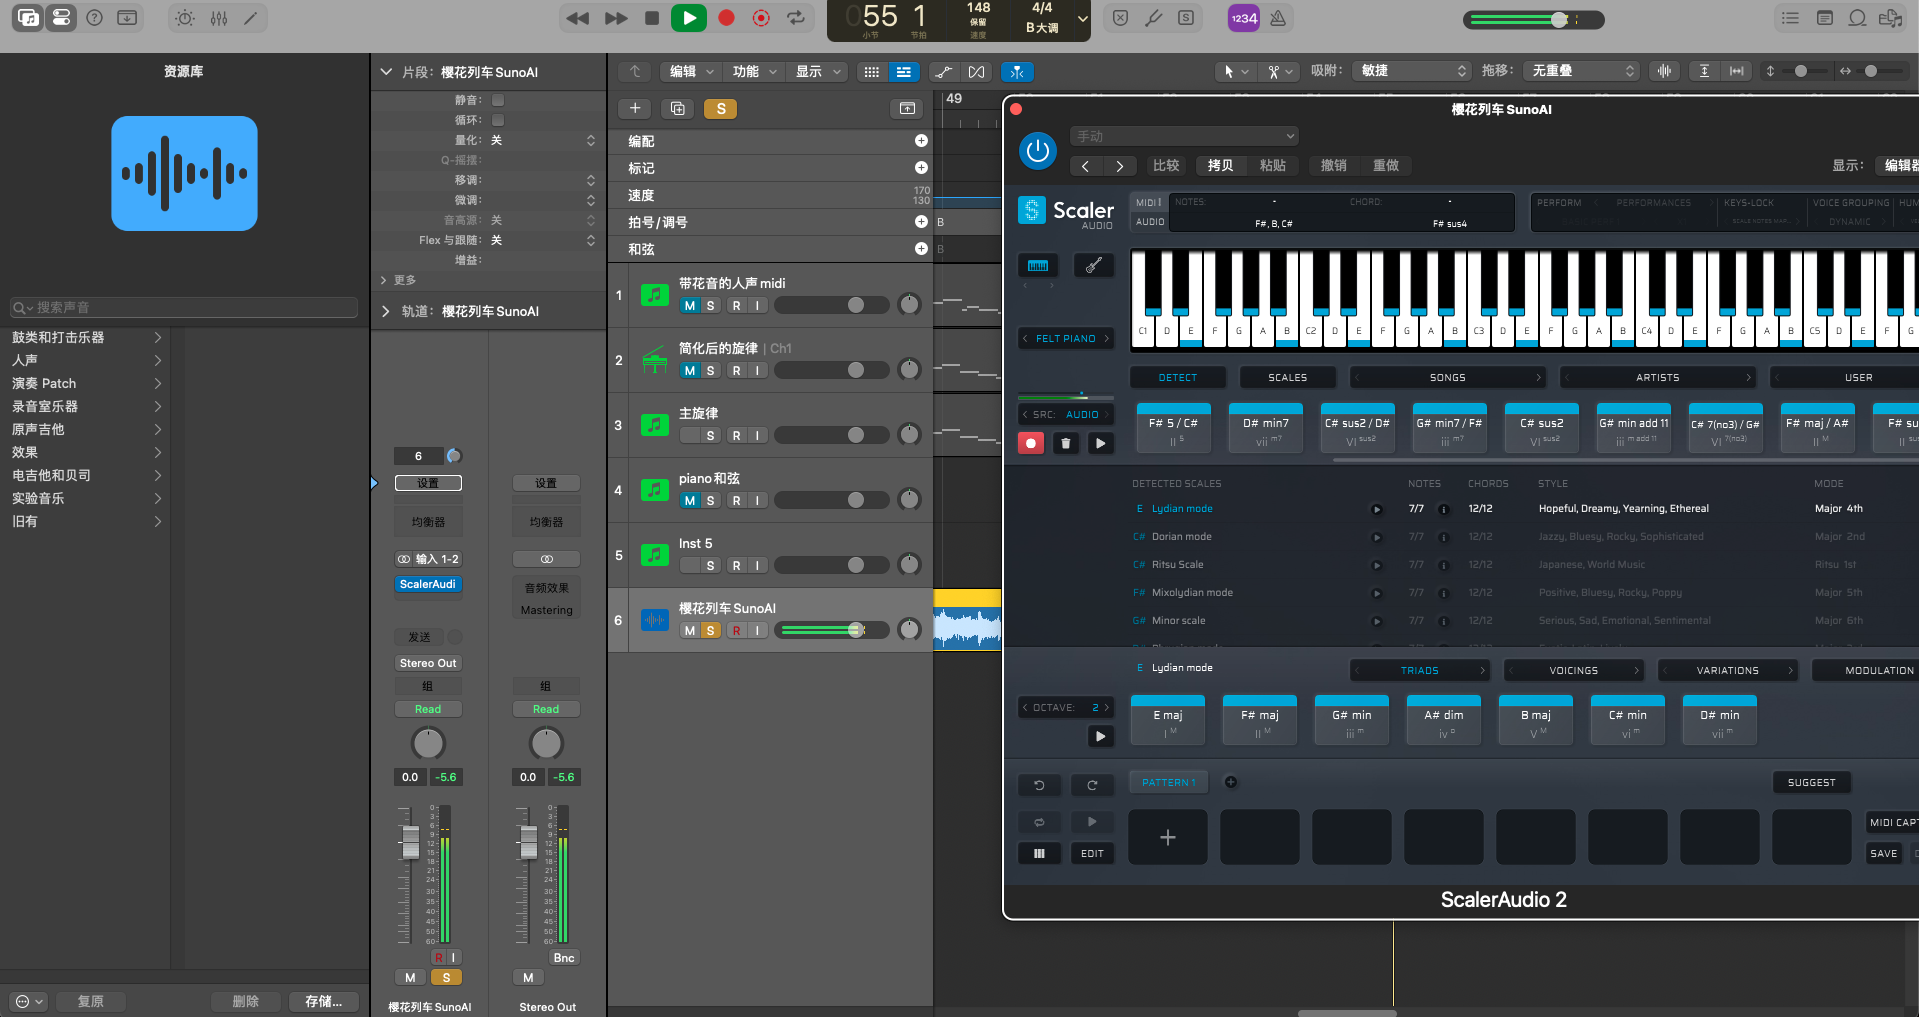 55 1
148
保留
4/4
B大调
小节
节拍
速度
1234
资源库
片段： 樱花列车 SunoAI
静音：
循环：
量化： 关
Q-摇摆：
移调：
微调：
音高源： 关
Flex 与跟随： 关
增益：
更多
轨道： 樱花列车 SunoAI
搜索声音
鼓类和打击乐器
人声
演奏 Patch
录音室乐器
原声吉他
效果
电吉他和贝司
实验音乐
旧有
复原
删除
存储...
6
设置
设置
均衡器
均衡器
输入 1-2
ScalerAudi
音频效果
Mastering
发送
Stereo Out
组
组
Read
Read
0.0 -5.6
0.0 -5.6
R I
Bnc
M S
M
樱花列车 SunoAI
Stereo Out
编辑
功能
显示
吸附： 敏捷
拖移： 无重叠
S
49
编配
标记
速度
170
130
拍号/调号
B
和弦
B
1 带花音的人声midi
M S R I
2 简化后的旋律 | Ch1
M S R I
3 主旋律
S R I
4 piano和弦
M S R I
5 Inst 5
S R I
6 樱花列车 SunoAI
M S R I
樱花列车 SunoAI
手动
比较
拷贝
粘贴
撤销
重做
显示： 编辑器
Scaler
AUDIO
MIDI
AUDIO
NOTES: -
CHORD: -
F#, B, C#
F# sus4
PERFORM
PERFORMANCES
KEYS-LOCK
VOICE GROUPING
DYNAMIC
FELT PIANO
C1 D E F G A B C2 D E F G A B C3 D E F G A B C4 D E F G A B C5 D E F G
DETECT
SCALES
SONGS
ARTISTS
USER
SRC: AUDIO
F# 5 / C#
II 5
D# min7
vii m7
C# sus2 / D#
VI sus2
G# min7 / F#
iii m7
C# sus2
VI sus2
G# min add 11
iii m add 11
C# 7(no3) / G#
VI 7(no3)
F# maj / A#
II M
F# su
II su
DETECTED SCALES NOTES CHORDS STYLE MODE
E Lydian mode 7/7 12/12 Hopeful, Dreamy, Yearning, Ethereal Major 4th
C# Dorian mode 7/7 12/12 Jazzy, Bluesy, Rocky, Sophisticated Major 2nd
C# Ritsu Scale 7/7 12/12 Japanese, World Music Ritsu 1st
F# Mixolydian mode 7/7 12/12 Positive, Bluesy, Rocky, Poppy Major 5th
G# Minor scale 7/7 12/12 Serious, Sad, Emotional, Sentimental Major 6th
E Lydian mode
TRIADS
VOICINGS
VARIATIONS
MODULATION
OCTAVE: 2
E maj
I M
F# maj
II M
G# min
iii m
A# dim
iv o
B maj
V M
C# min
vi m
D# min
vii m
PATTERN 1
SUGGEST
EDIT
MIDI CAPT
SAVE
ScalerAudio 2